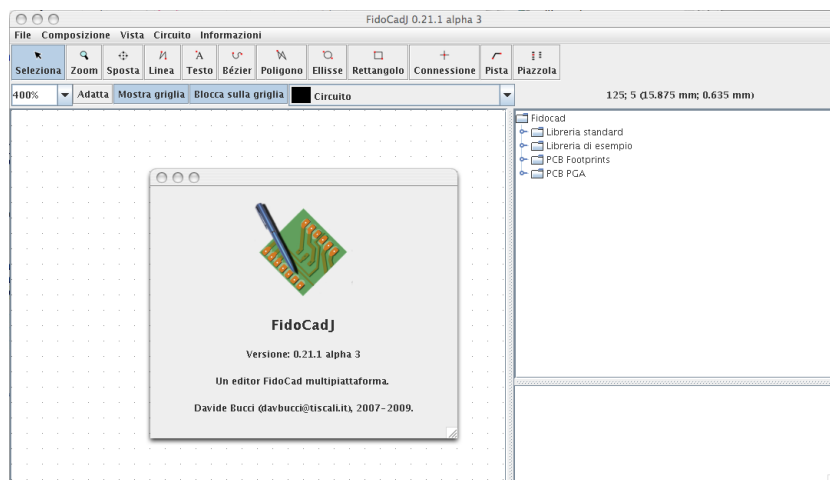 FidoCadJ 0.21.1 alpha 3
File Composizione Vista Circuito Informazioni
Seleziona Zoom Sposta Linea Testo Bézier Poligono Ellisse Rettangolo Connessione Pista Piazzola
400% Adatta Mostra griglia Blocca sulla griglia Circuito 125; 5 (15.875 mm; 0.635 mm)
Fidocad
Libreria standard
Libreria di esempio
PCB Footprints
PCB PGA
FidoCadJ
Versione: 0.21.1 alpha 3
Un editor FidoCad multipiattaforma.
Davide Bucci (davbucci@tiscali.it), 2007-2009.